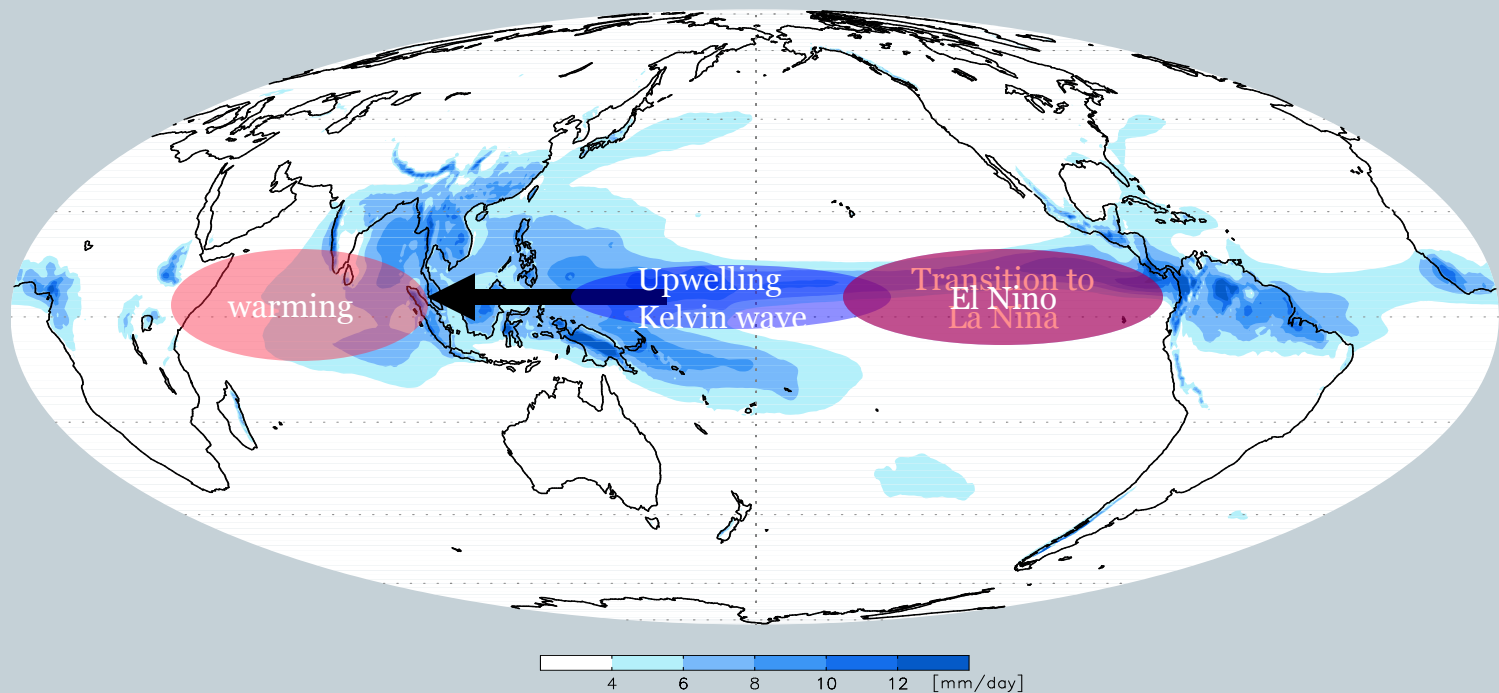 warming
Upwelling
Kelvin wave
Transition to
El Nino
La Nina
4 6 8 10 12 [mm/day]